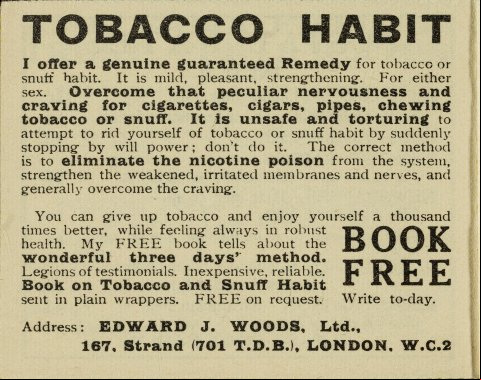 TOBACCO HABIT
I offer a genuine guaranteed Remedy for tobacco or
snuff habit. It is mild, pleasant, strengthening. For either
sex. Overcome that peculiar nervousness and
craving for cigarettes, cigars, pipes, chewing
tobacco or snuff. It is unsafe and torturing to
attempt to rid yourself of tobacco or snuff habit by suddenly
stopping by will power; don't do it. The correct method
is to eliminate the nicotine poison from the system,
strengthen the weakened, irritated membranes and nerves, and
generally overcome the craving.
You can give up tobacco and enjoy yourself a thousand
times better, while feeling always in robust
health. My FREE book tells about the
wonderful three days' method.
Legions of testimonials. Inexpensive, reliable.
Book on Tobacco and Snuff Habit
sent in plain wrappers. FREE on request.
BOOK
FREE
Write to-day.
Address: EDWARD J. WOODS, Ltd.,
167, Strand (701 T.D.B.), LONDON, W.C.2